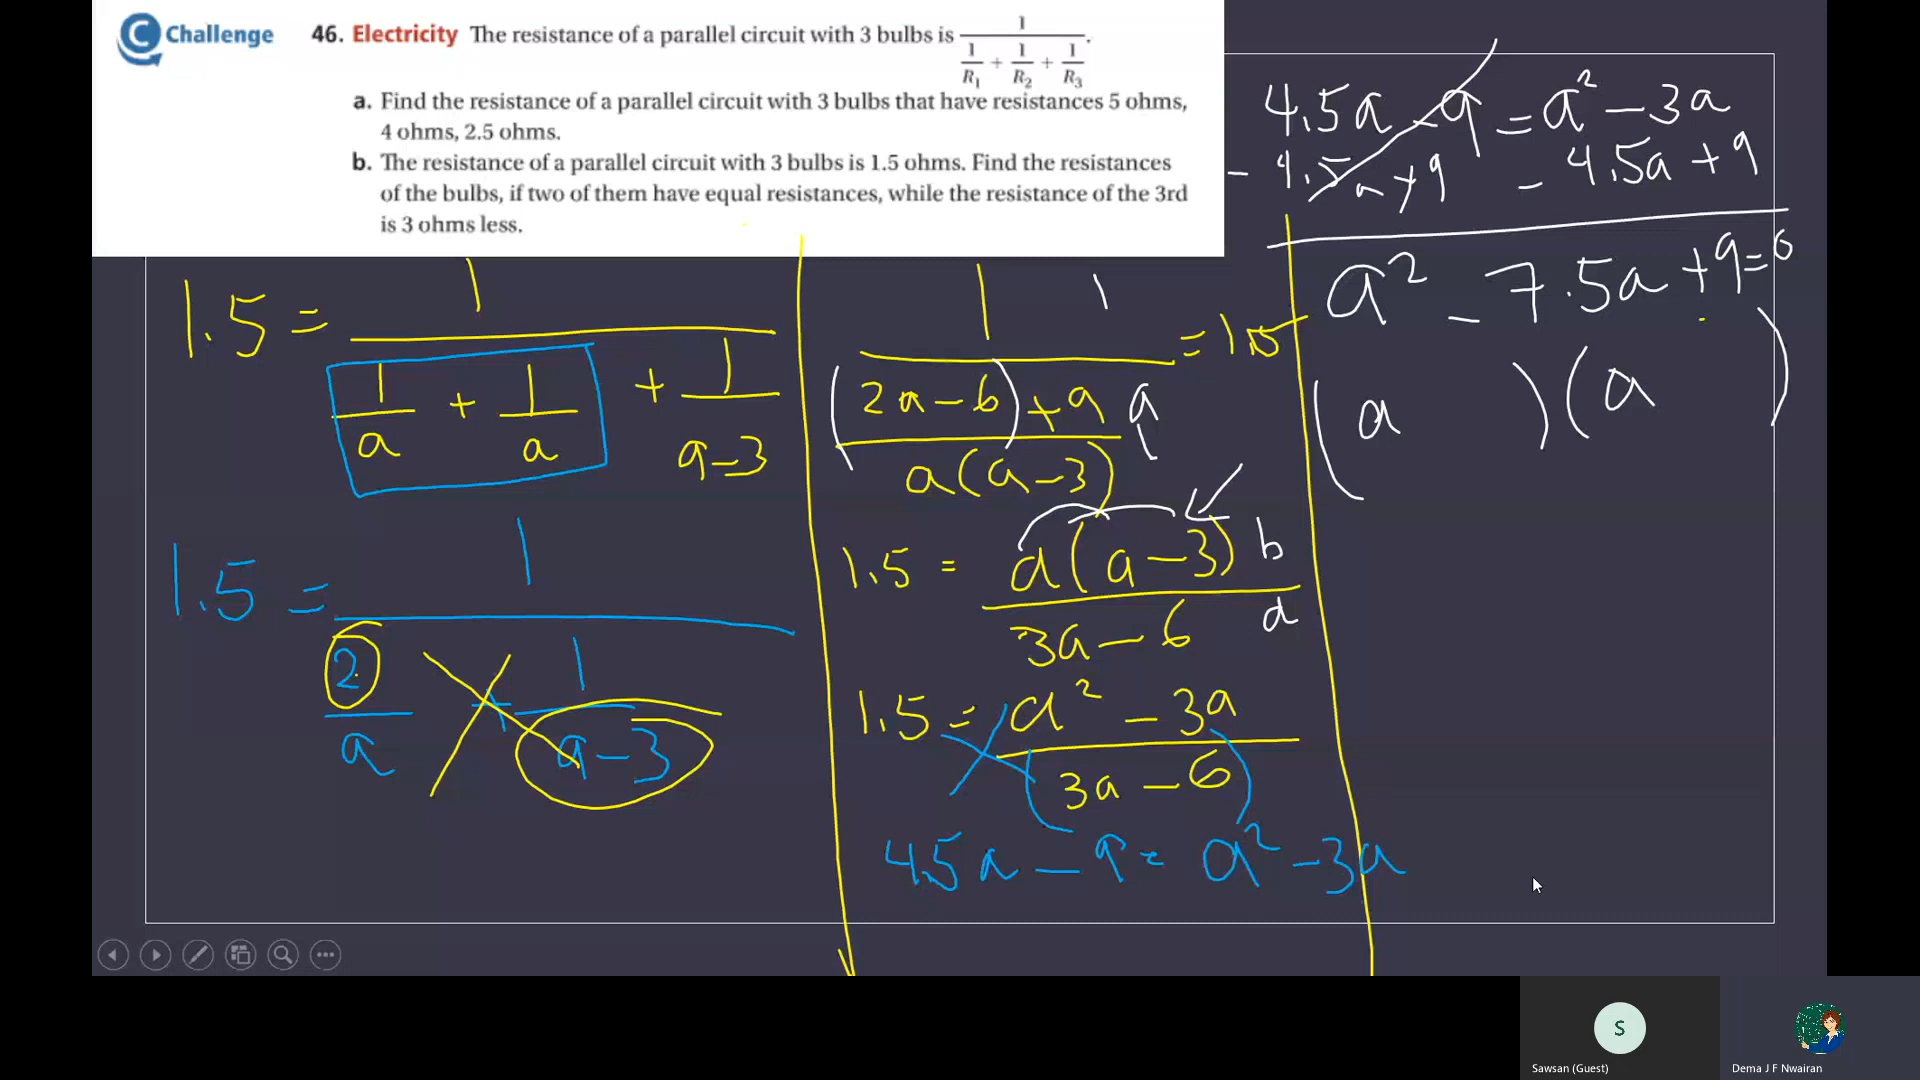 Challenge
46. Electricity The resistance of a parallel circuit with 3 bulbs is 1 / (1/R₁ + 1/R₂ + 1/R₃).
a. Find the resistance of a parallel circuit with 3 bulbs that have resistances 5 ohms,
4 ohms, 2.5 ohms.
b. The resistance of a parallel circuit with 3 bulbs is 1.5 ohms. Find the resistances
of the bulbs, if two of them have equal resistances, while the resistance of the 3rd
is 3 ohms less.
1.5 = 1 / (1/a + 1/a + 1/(a-3))
1.5 = 1 / (2/a + 1/(a-3))
1 / (((2a-6)+a) / (a(a-3))) = 1.5
1
a
1.5 = a(a-3) / (3a-6)
b
d
1.5 = (a² - 3a) / (3a-6)
4.5a - 9 = a² - 3a
4.5a - 9 = a² - 3a
- 4.5a + 9 - 4.5a + 9
a² - 7.5a + 9 = 0
(a )(a )
S
Sawsan (Guest)
Dema J F Nwairan